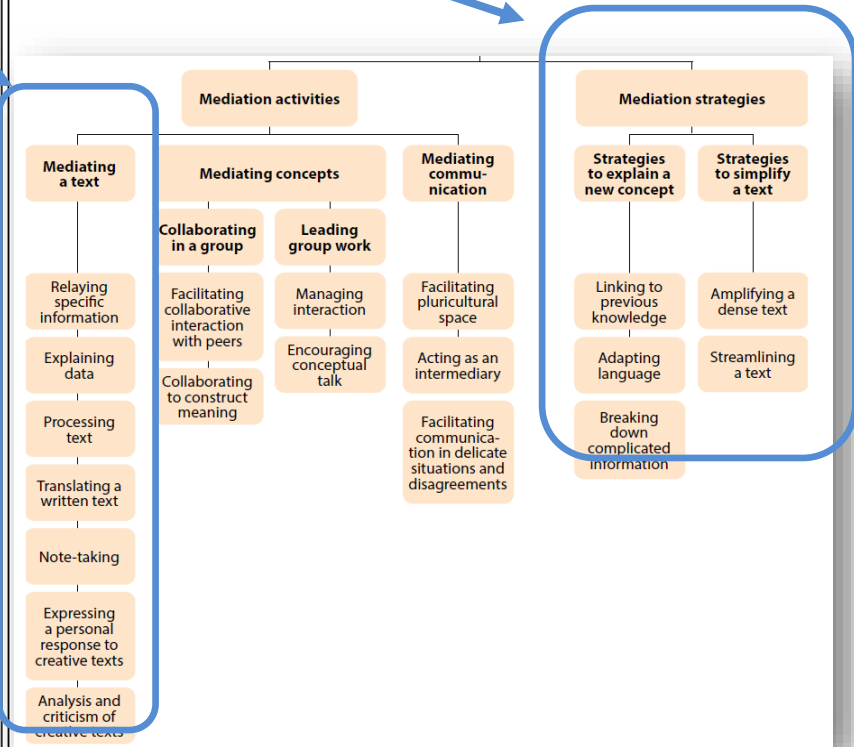 Mediation activities
Mediation strategies
Mediating
a text
Mediating concepts
Mediating
commu-
nication
Strategies
to explain a
new concept
Strategies
to simplify
a text
Collaborating
in a group
Leading
group work
Relaying
specific
information
Explaining
data
Processing
text
Translating a
written text
Note-taking
Expressing
a personal
response to
creative texts
Analysis and
criticism of
creative texts
Facilitating
collaborative
interaction
with peers
Collaborating
to construct
meaning
Managing
interaction
Encouraging
conceptual
talk
Facilitating
pluricultural
space
Acting as an
intermediary
Facilitating
communica-
tion in delicate
situations and
disagreements
Linking to
previous
knowledge
Adapting
language
Breaking
down
complicated
information
Amplifying a
dense text
Streamlining
a text